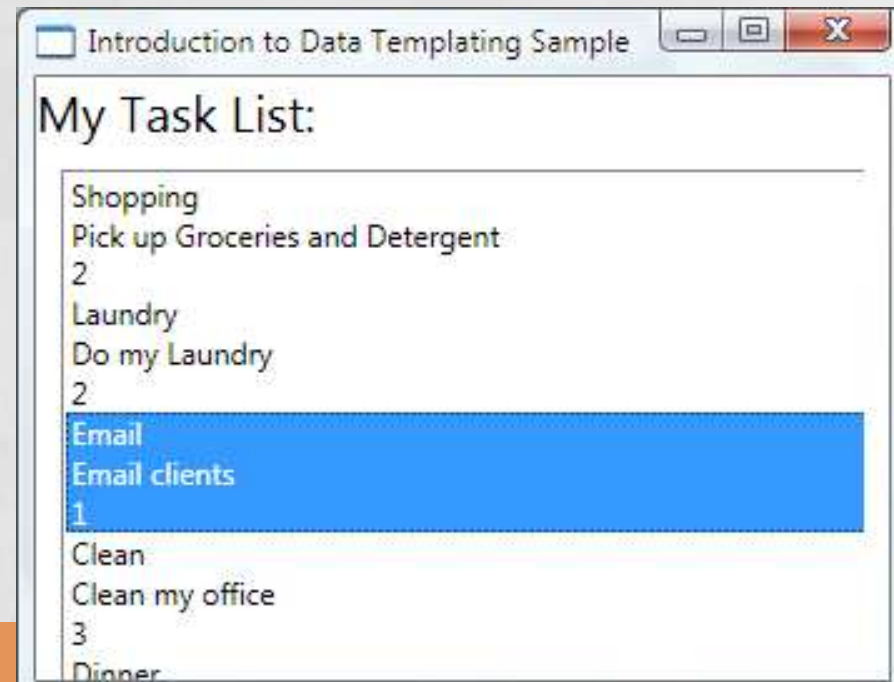 Introduction to Data Templating Sample
My Task List:
Shopping
Pick up Groceries and Detergent
2
Laundry
Do my Laundry
2
Email
Email clients
1
Clean
Clean my office
3
Dinner